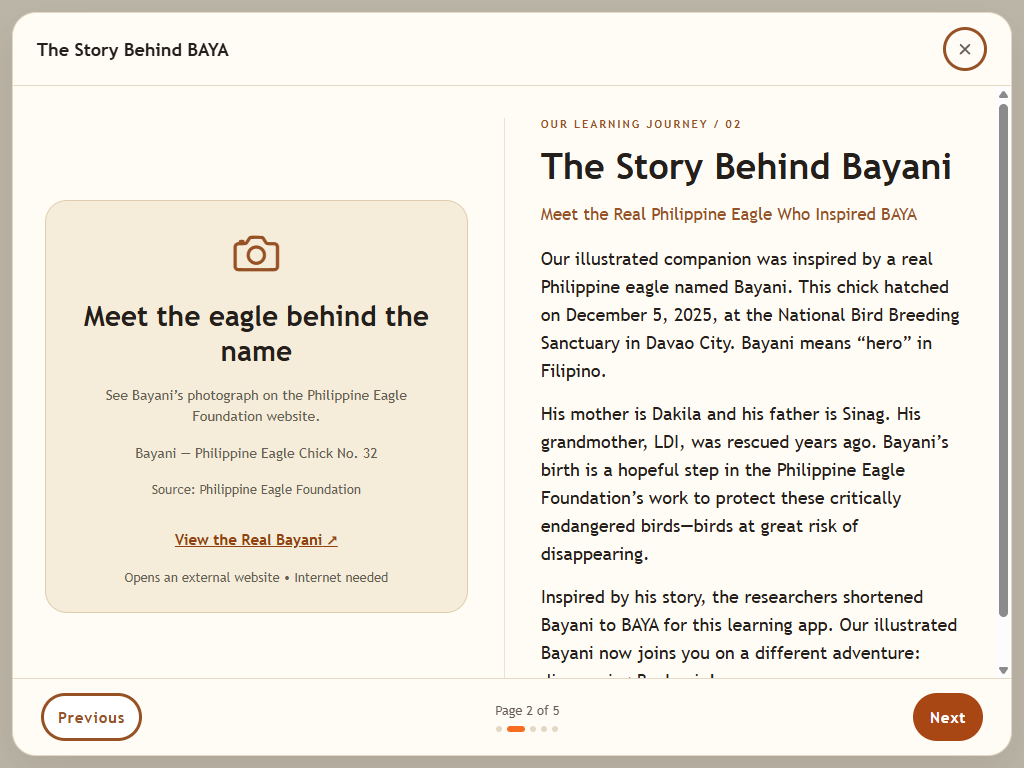 The Story Behind BAYA
Meet the eagle behind the
name
See Bayani’s photograph on the Philippine Eagle
Foundation website.
Bayani — Philippine Eagle Chick No. 32
Source: Philippine Eagle Foundation
View the Real Bayani ↗
Opens an external website • Internet needed
OUR LEARNING JOURNEY / 02
The Story Behind Bayani
Meet the Real Philippine Eagle Who Inspired BAYA
Our illustrated companion was inspired by a real
Philippine eagle named Bayani. This chick hatched
on December 5, 2025, at the National Bird Breeding
Sanctuary in Davao City. Bayani means “hero” in
Filipino.
His mother is Dakila and his father is Sinag. His
grandmother, LDI, was rescued years ago. Bayani’s
birth is a hopeful step in the Philippine Eagle
Foundation’s work to protect these critically
endangered birds—birds at great risk of
disappearing.
Inspired by his story, the researchers shortened
Bayani to BAYA for this learning app. Our illustrated
Bayani now joins you on a different adventure:
Previous
Page 2 of 5
Next